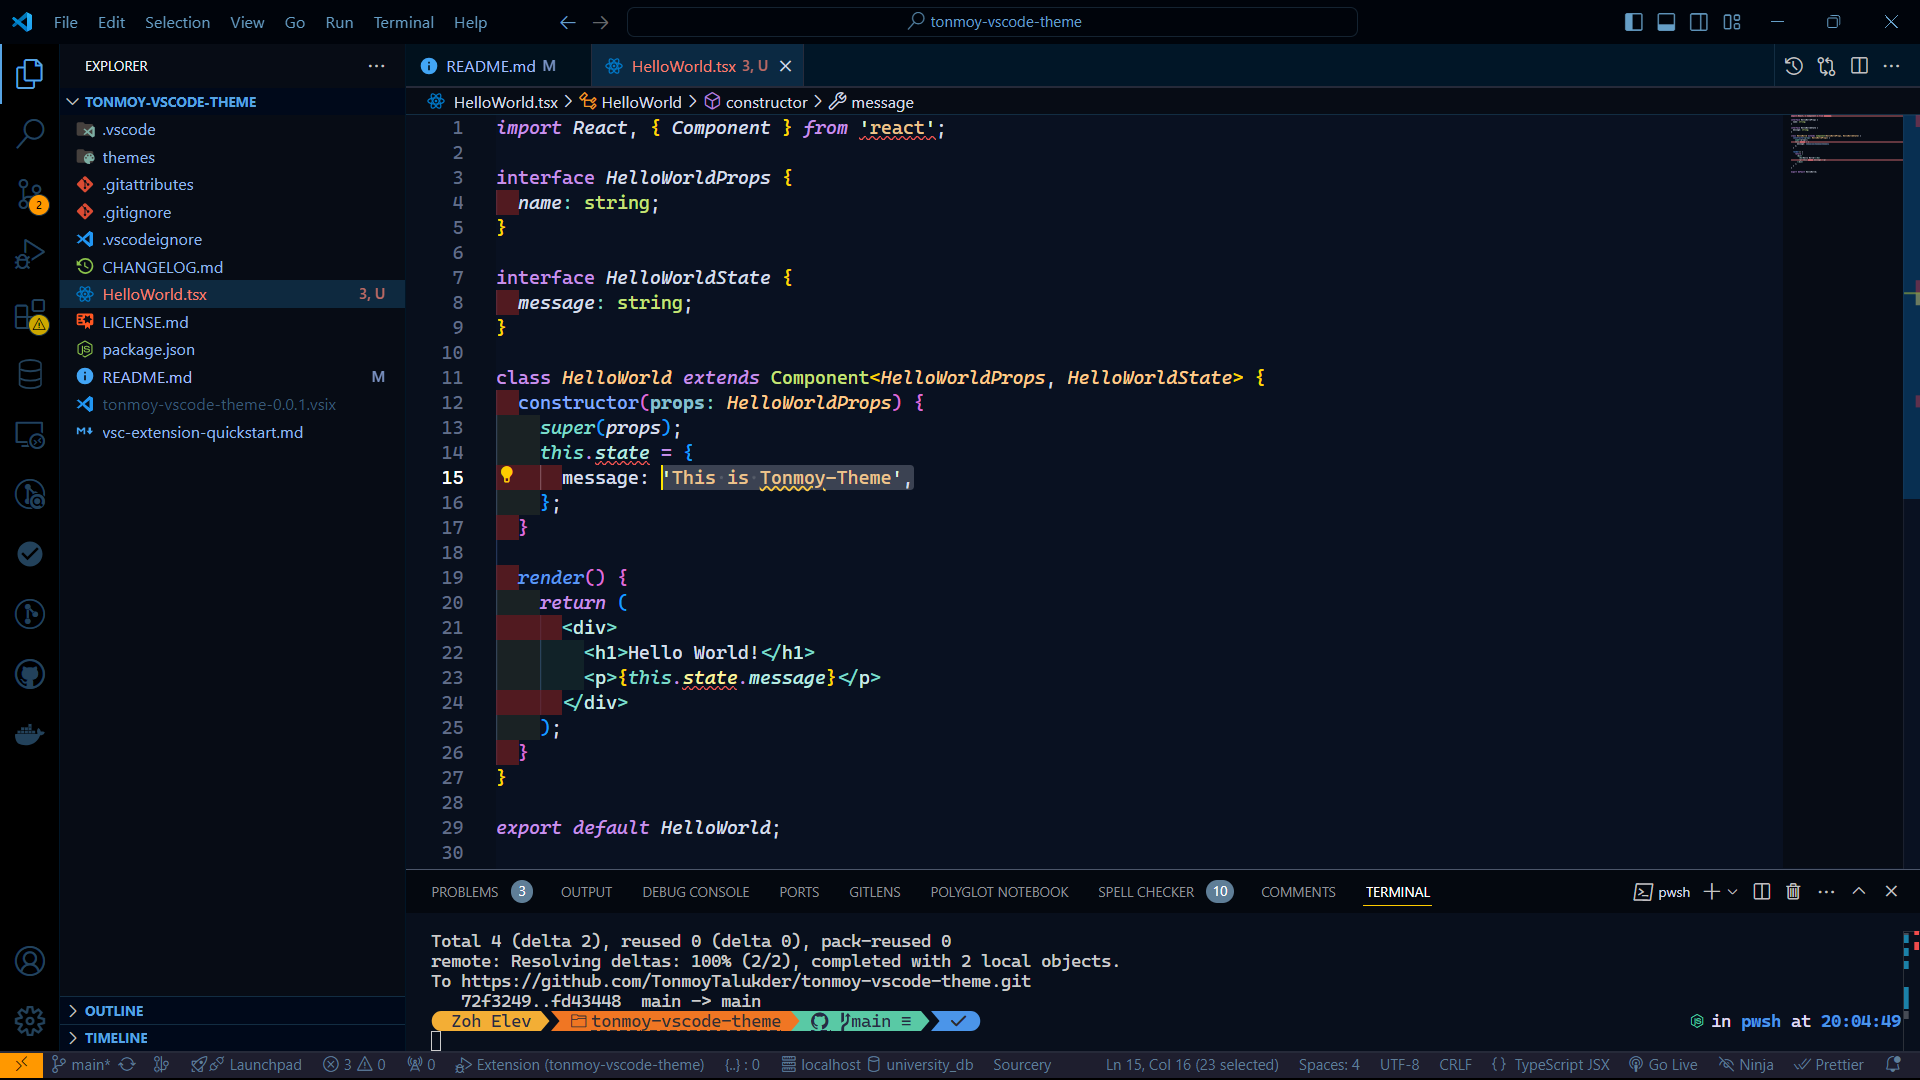 File Edit Selection View Go Run Terminal Help
tonmoy-vscode-theme
EXPLORER
TONMOY-VSCODE-THEME
.vscode
themes
.gitattributes
.gitignore
.vscodeignore
CHANGELOG.md
HelloWorld.tsx 3, U
LICENSE.md
package.json
README.md M
tonmoy-vscode-theme-0.0.1.vsix
vsc-extension-quickstart.md
OUTLINE
TIMELINE
2
README.md M
HelloWorld.tsx 3, U
HelloWorld.tsx > HelloWorld > constructor > message
1 import React, { Component } from 'react';
2
3 interface HelloWorldProps {
4 name: string;
5 }
6
7 interface HelloWorldState {
8 message: string;
9 }
10
11 class HelloWorld extends Component<HelloWorldProps, HelloWorldState> {
12 constructor(props: HelloWorldProps) {
13 super(props);
14 this.state = {
15 message: 'This is Tonmoy-Theme',
16 };
17 }
18
19 render() {
20 return (
21 <div>
22 <h1>Hello World!</h1>
23 <p>{this.state.message}</p>
24 </div>
25 );
26 }
27 }
28
29 export default HelloWorld;
30
PROBLEMS 3 OUTPUT DEBUG CONSOLE PORTS GITLENS POLYGLOT NOTEBOOK SPELL CHECKER 10 COMMENTS TERMINAL
pwsh
Total 4 (delta 2), reused 0 (delta 0), pack-reused 0
remote: Resolving deltas: 100% (2/2), completed with 2 local objects.
To https://github.com/TonmoyTalukder/tonmoy-vscode-theme.git
72f3249..fd43448 main -> main
Zoh Elev tonmoy-vscode-theme main ≡
in pwsh at 20:04:49
main* Launchpad 3 0 0 Extension (tonmoy-vscode-theme) {..} : 0 localhost university_db Sourcery Ln 15, Col 16 (23 selected) Spaces: 4 UTF-8 CRLF {} TypeScript JSX Go Live Ninja Prettier